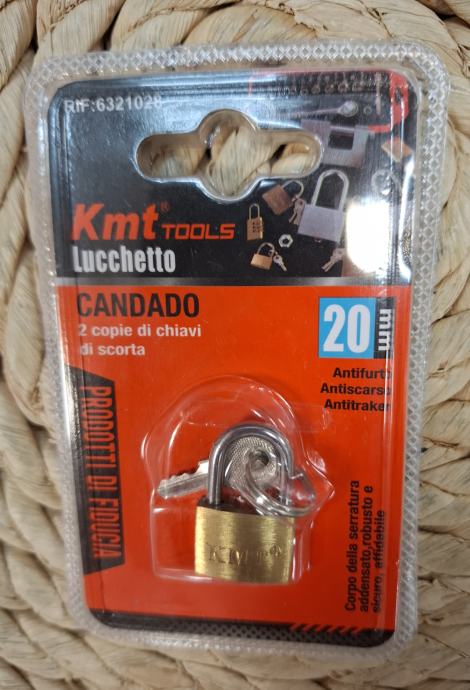 RIF:6321028
Kmt® TOOLS
Lucchetto
CANDADO
2 copie di chiavi
di scorta
20 mm
Antifurto
Antiscarso
Antitraker
PRODOTTI DI FIDUCIA
KMT®
Corpo della serratura
addensato,robusto e
sicuro, affidabile